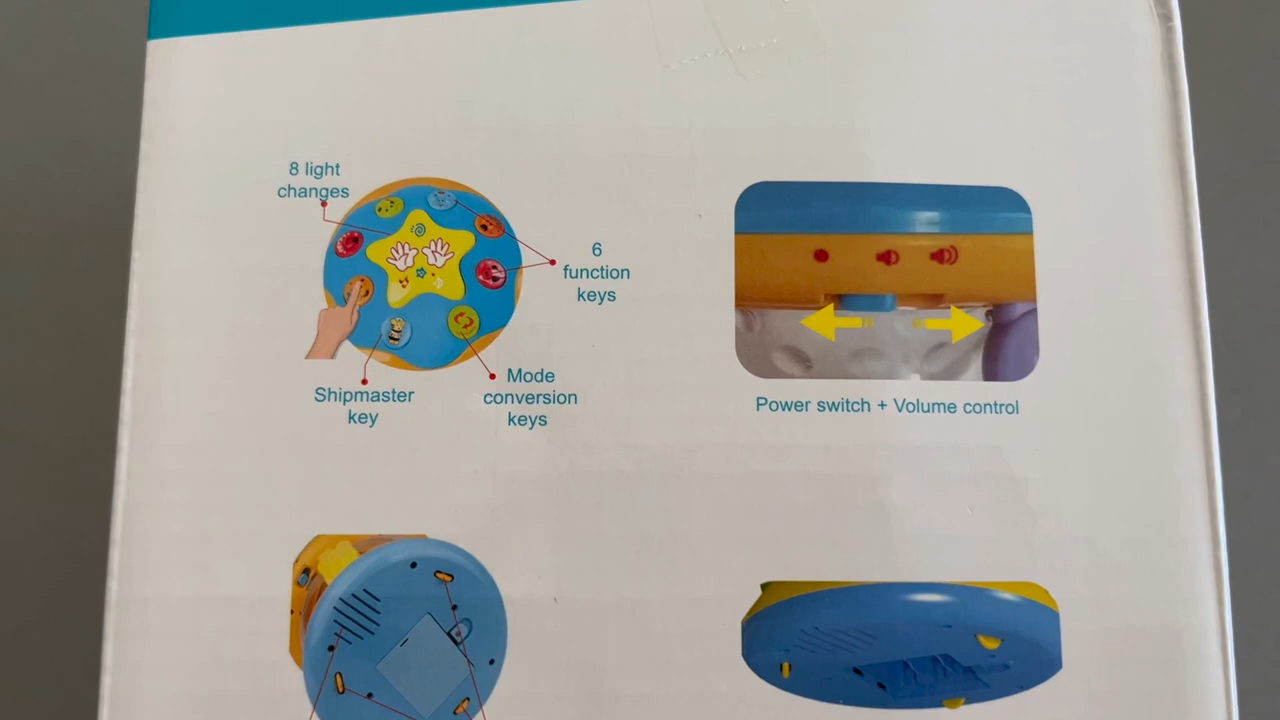 8 light
changes
6
function
keys
Shipmaster
key
Mode
conversion
keys
Power switch + Volume control